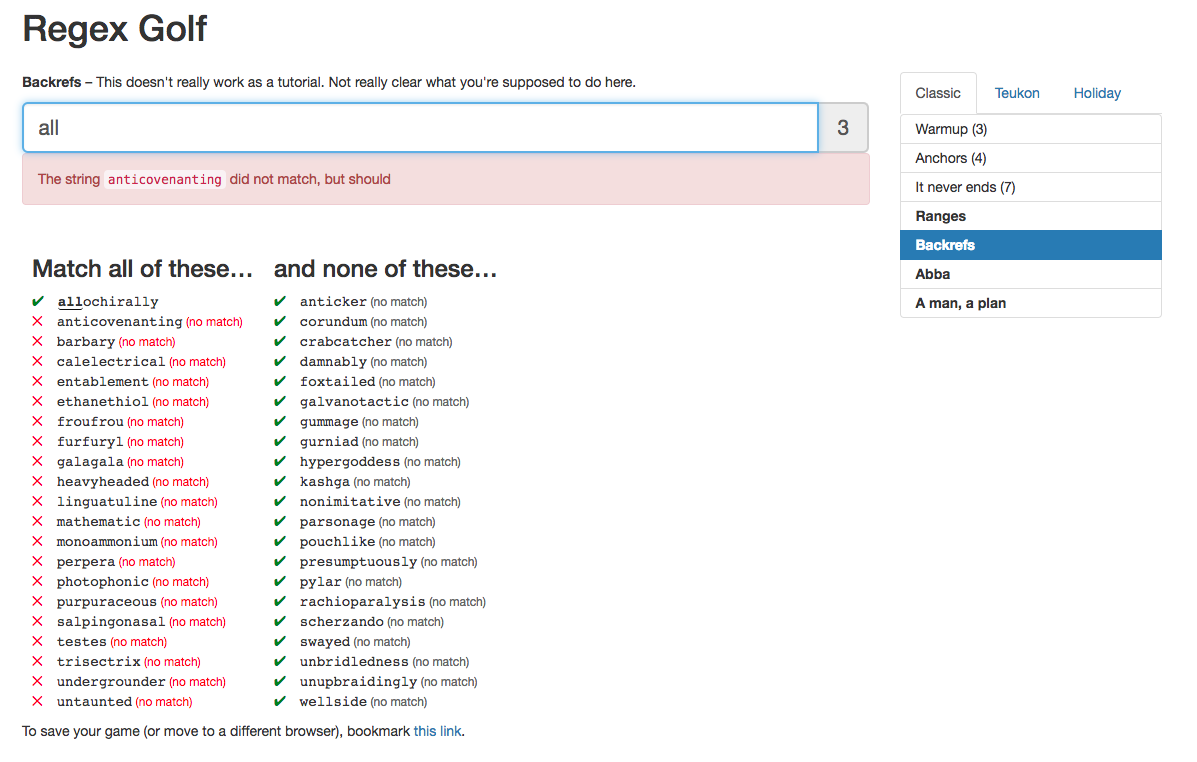 Regex Golf
Backrefs – This doesn't really work as a tutorial. Not really clear what you're supposed to do here.
all 3
The string anticovenanting did not match, but should
Classic Teukon Holiday
Warmup (3)
Anchors (4)
It never ends (7)
Ranges
Backrefs
Abba
A man, a plan
Match all of these…
✔ allochirally
✕ anticovenanting (no match)
✕ barbary (no match)
✕ calelectrical (no match)
✕ entablement (no match)
✕ ethanethiol (no match)
✕ froufrou (no match)
✕ furfuryl (no match)
✕ galagala (no match)
✕ heavyheaded (no match)
✕ linguatuline (no match)
✕ mathematic (no match)
✕ monoammonium (no match)
✕ perpera (no match)
✕ photophonic (no match)
✕ purpuraceous (no match)
✕ salpingonasal (no match)
✕ testes (no match)
✕ trisectrix (no match)
✕ undergrounder (no match)
✕ untaunted (no match)
and none of these…
✔ anticker (no match)
✔ corundum (no match)
✔ crabcatcher (no match)
✔ damnably (no match)
✔ foxtailed (no match)
✔ galvanotactic (no match)
✔ gummage (no match)
✔ gurniad (no match)
✔ hypergoddess (no match)
✔ kashga (no match)
✔ nonimitative (no match)
✔ parsonage (no match)
✔ pouchlike (no match)
✔ presumptuously (no match)
✔ pylar (no match)
✔ rachioparalysis (no match)
✔ scherzando (no match)
✔ swayed (no match)
✔ unbridledness (no match)
✔ unupbraidingly (no match)
✔ wellside (no match)
To save your game (or move to a different browser), bookmark this link.